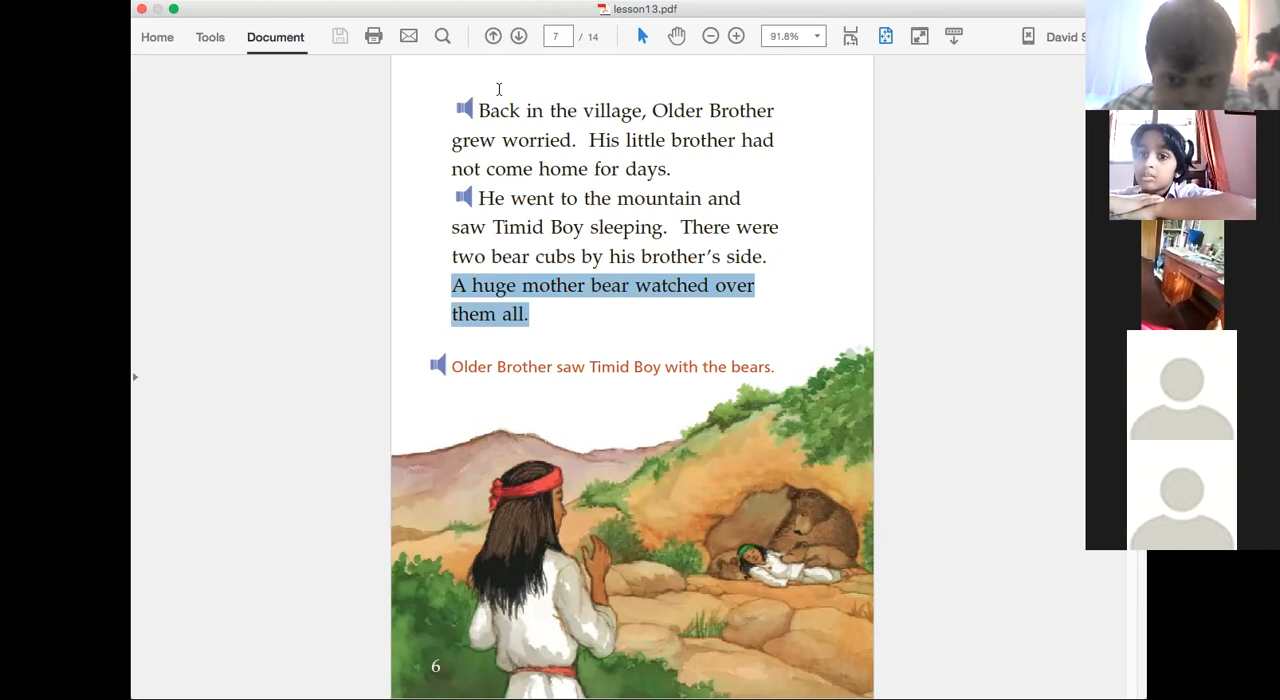 lesson13.pdf
Home Tools Document 7 / 14 91.8% David S
Back in the village, Older Brother
grew worried. His little brother had
not come home for days.
He went to the mountain and
saw Timid Boy sleeping. There were
two bear cubs by his brother's side.
A huge mother bear watched over
them all.
Older Brother saw Timid Boy with the bears.
6